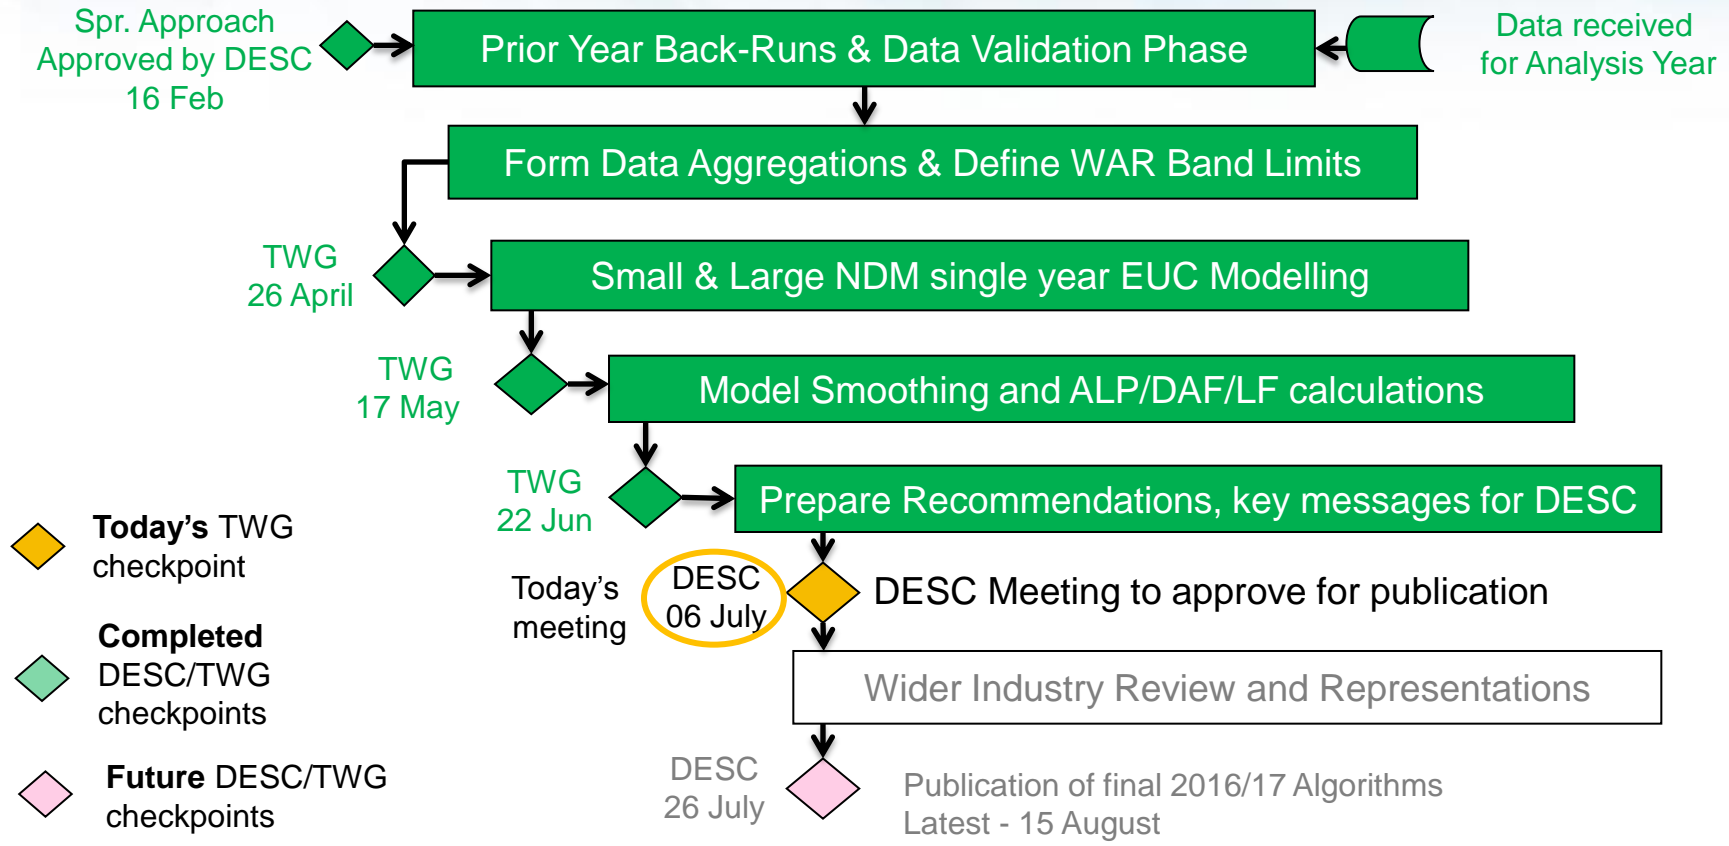 Spr. Approach
Approved by DESC
16 Feb
Prior Year Back-Runs & Data Validation Phase
Data received
for Analysis Year
Form Data Aggregations & Define WAR Band Limits
TWG
26 April
Small & Large NDM single year EUC Modelling
TWG
17 May
Model Smoothing and ALP/DAF/LF calculations
TWG
22 Jun
Prepare Recommendations, key messages for DESC
Today's TWG
checkpoint
Today's
meeting
DESC
06 July
DESC Meeting to approve for publication
Completed
DESC/TWG
checkpoints
Wider Industry Review and Representations
Future DESC/TWG
checkpoints
DESC
26 July
Publication of final 2016/17 Algorithms
Latest - 15 August